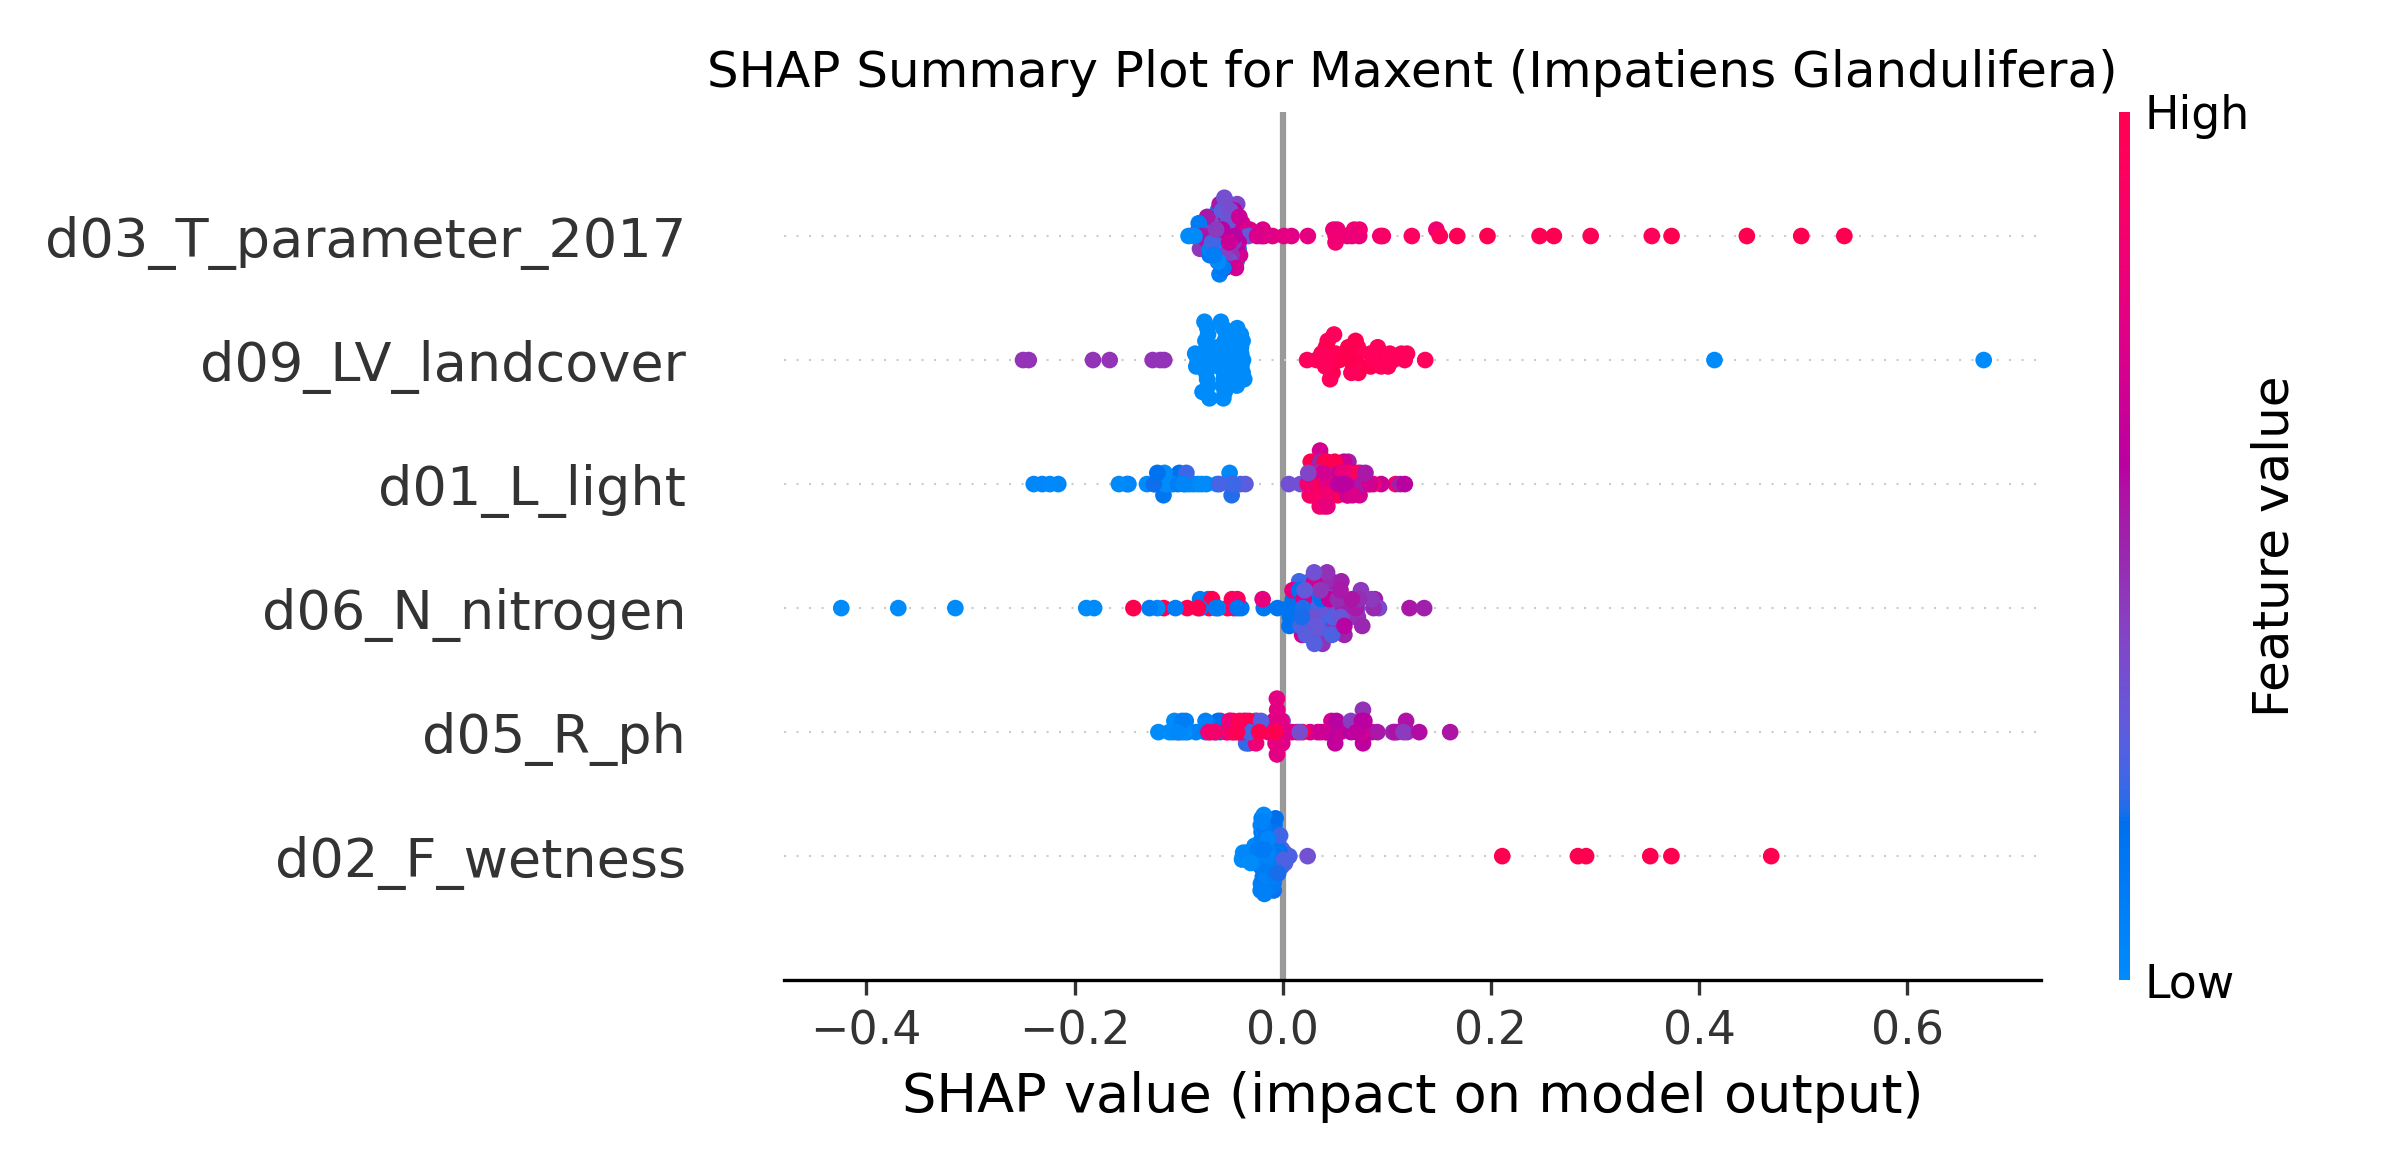 SHAP Summary Plot for Maxent (Impatiens Glandulifera)
High
d03_T_parameter_2017
d09_LV_landcover
d01_L_light
d06_N_nitrogen
d05_R_ph
d02_F_wetness
Feature value
Low
−0.4 −0.2 0.0 0.2 0.4 0.6
SHAP value (impact on model output)